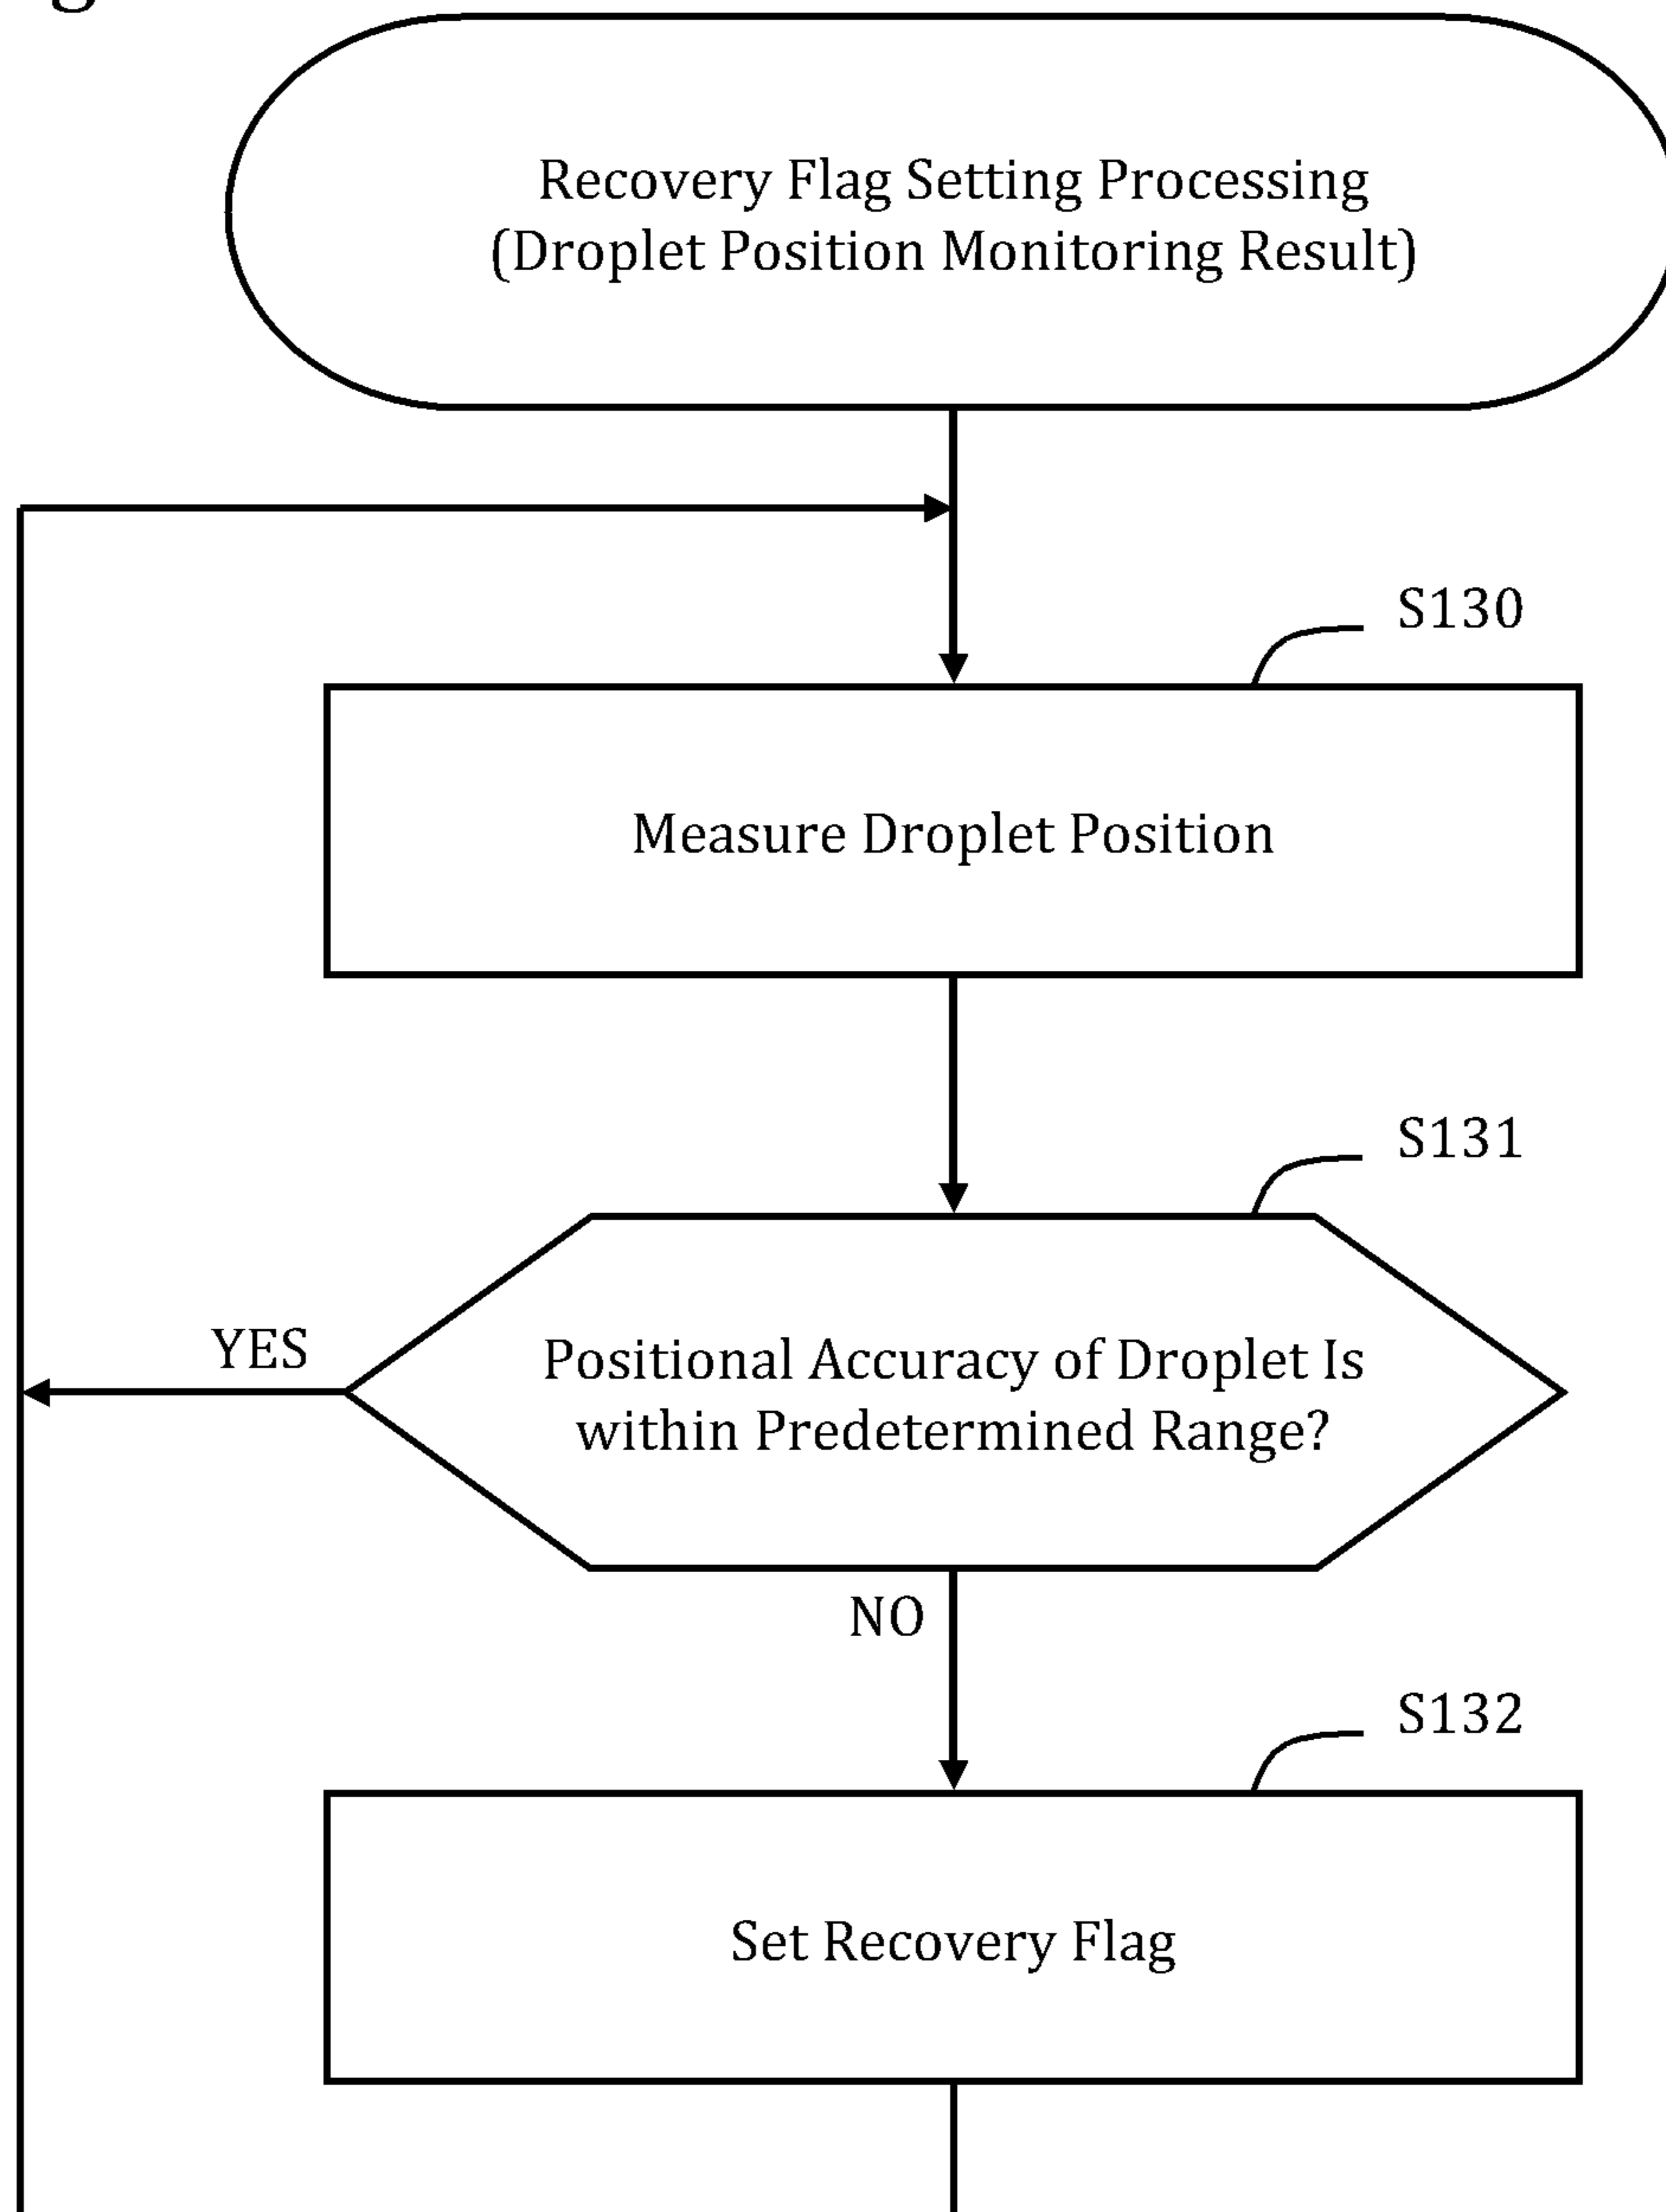 Recovery Flag Setting Processing
(Droplet Position Monitoring Result)
S130
Measure Droplet Position
S131
YES
Positional Accuracy of Droplet Is
within Predetermined Range?
NO
S132
Set Recovery Flag